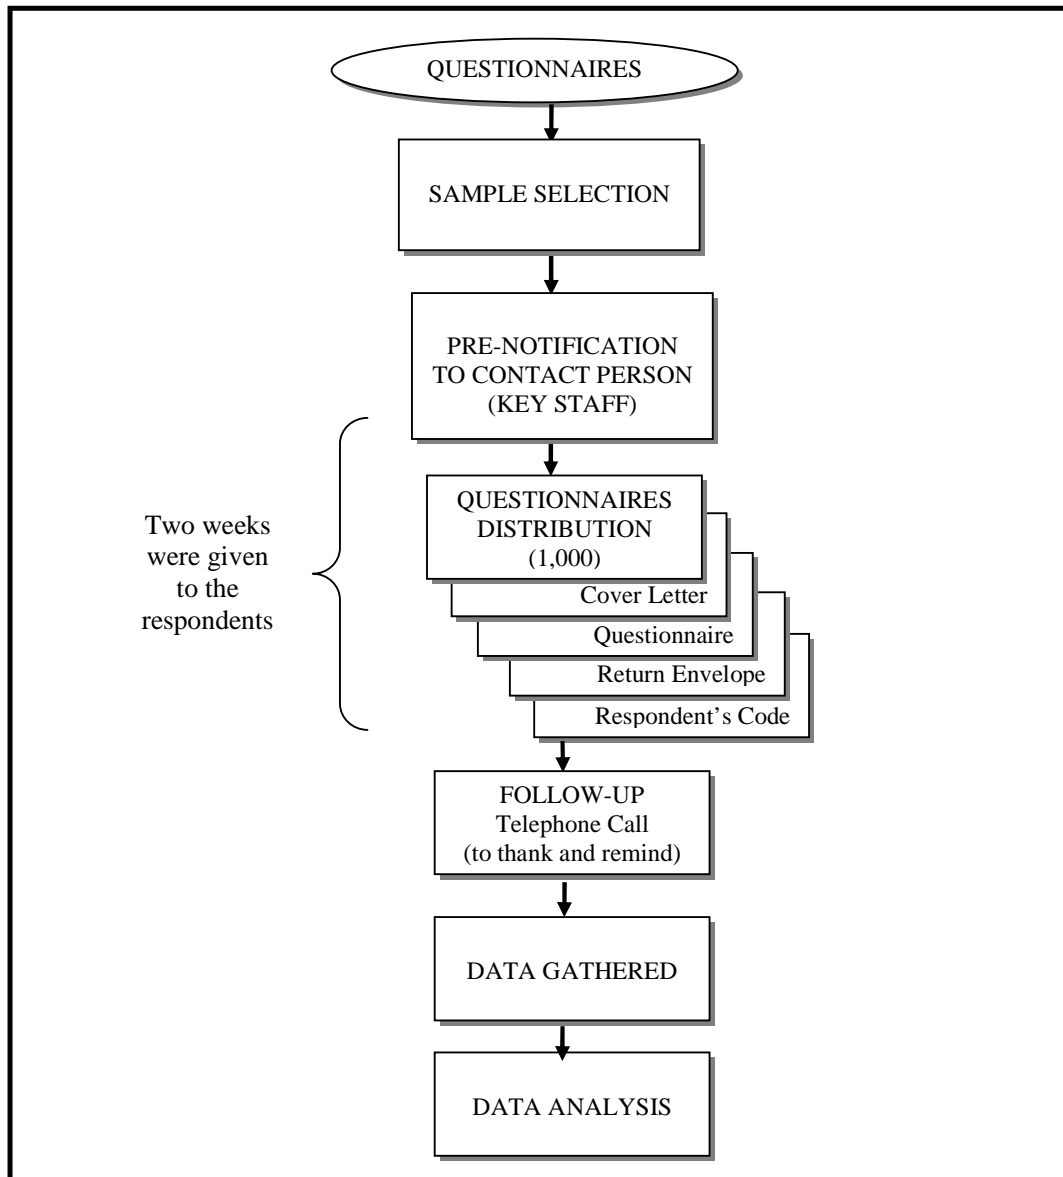 QUESTIONNAIRES
SAMPLE SELECTION
PRE-NOTIFICATION
TO CONTACT PERSON
(KEY STAFF)
Two weeks
were given
to the
respondents
QUESTIONNAIRES
DISTRIBUTION
(1,000)
Cover Letter
Questionnaire
Return Envelope
Respondent’s Code
FOLLOW-UP
Telephone Call
(to thank and remind)
DATA GATHERED
DATA ANALYSIS